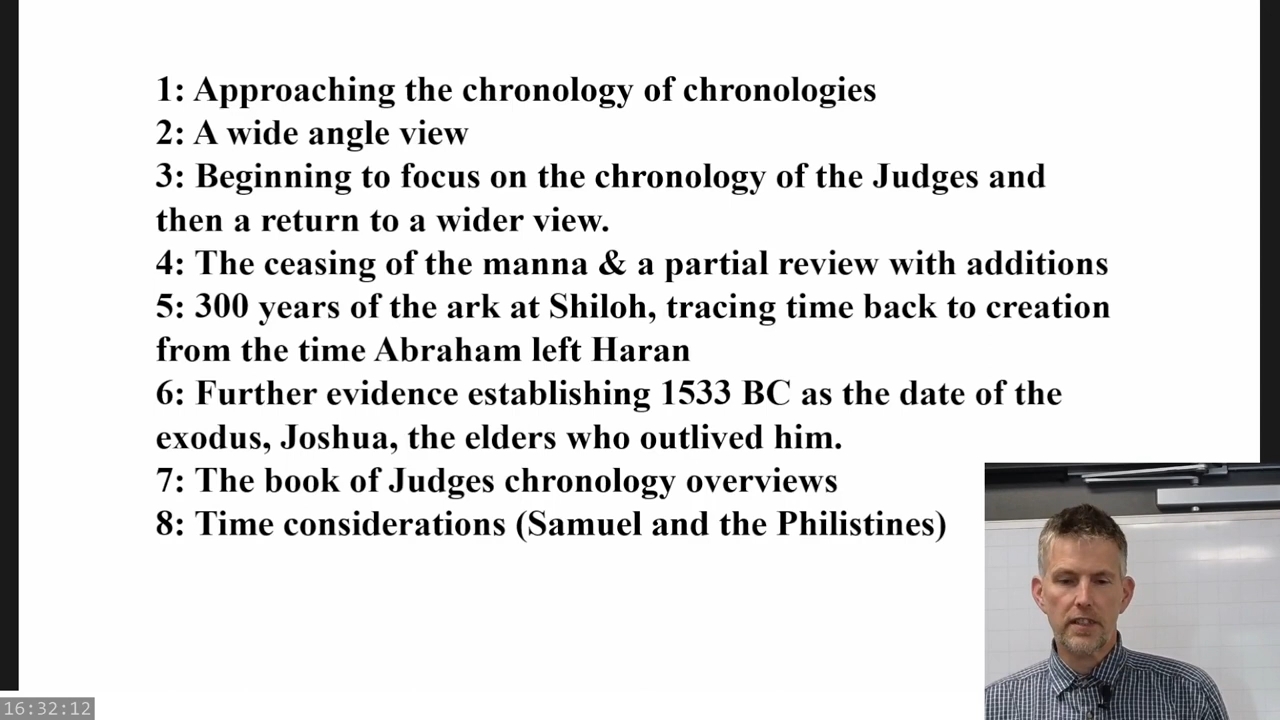 1: Approaching the chronology of chronologies
2: A wide angle view
3: Beginning to focus on the chronology of the Judges and
then a return to a wider view.
4: The ceasing of the manna & a partial review with additions
5: 300 years of the ark at Shiloh, tracing time back to creation
from the time Abraham left Haran
6: Further evidence establishing 1533 BC as the date of the
exodus, Joshua, the elders who outlived him.
7: The book of Judges chronology overviews
8: Time considerations (Samuel and the Philistines)
16:32:12